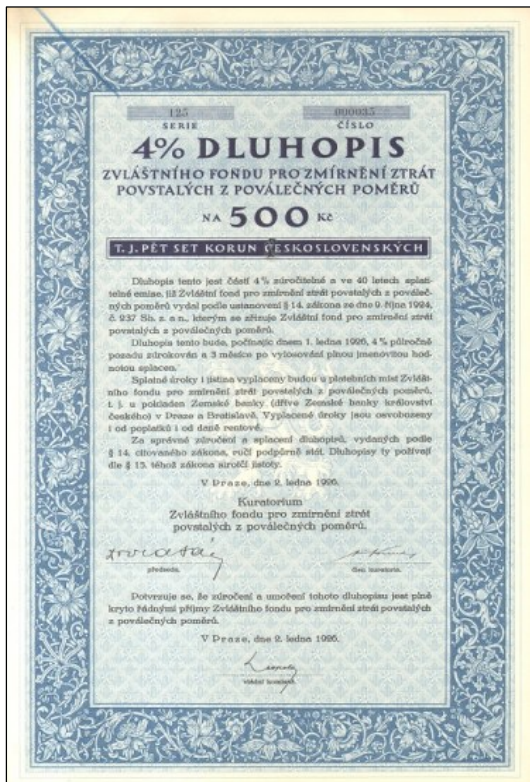 125
SERIE
000035
ČÍSLO
4% DLUHOPIS
ZVLÁŠTNÍHO FONDU PRO ZMÍRNĚNÍ ZTRÁT
POVSTALÝCH Z POVÁLEČNÝCH POMĚRŮ
NA 500 Kč
T. J. PĚT SET KORUN ČESKOSLOVENSKÝCH
Dluhopis tento jest částí 4% zúročitelné a ve 40 letech splati-
telné emise, již Zvláštní fond pro zmírnění ztrát povstalých z pováleč-
ných poměrů vydal podle ustanovení § 14. zákona ze dne 9. října 1924,
č. 237 Sb. z. a n., kterým se zřizuje Zvláštní fond pro zmírnění ztrát
povstalých z poválečných poměrů.
Dluhopis tento bude, počínajíc dnem 1. ledna 1926, 4% půlročně
pozadu zúrokován a 3 měsíce po vylosování plnou jmenovitou hod-
notou splacen.
Splatné úroky i jistina vyplaceny budou u platebních míst Zvlášt-
ního fondu pro zmírnění ztrát povstalých z poválečných poměrů,
t. j. u pokladen Zemské banky (dříve Zemské banky království
českého) v Praze a Bratislavě. Vyplacené úroky jsou osvobozeny
i od poplatků i od daně rentové.
Za správné zúročení a splacení dluhopisů, vydaných podle
§ 14. citovaného zákona, ručí podpůrně stát. Dluhopisy ty požívají
dle § 15. téhož zákona sirotčí jistoty.
V Praze, dne 2. ledna 1926.
Kuratorium
Zvláštního fondu pro zmírnění ztrát
povstalých z poválečných poměrů.
předseda.
člen kuratoria.
Potvrzuje se, že zúročení a umoření tohoto dluhopisu jest plně
kryto řádnými příjmy Zvláštního fondu pro zmírnění ztrát povstalých
z poválečných poměrů.
V Praze, dne 2. ledna 1926.
vládní komisař.